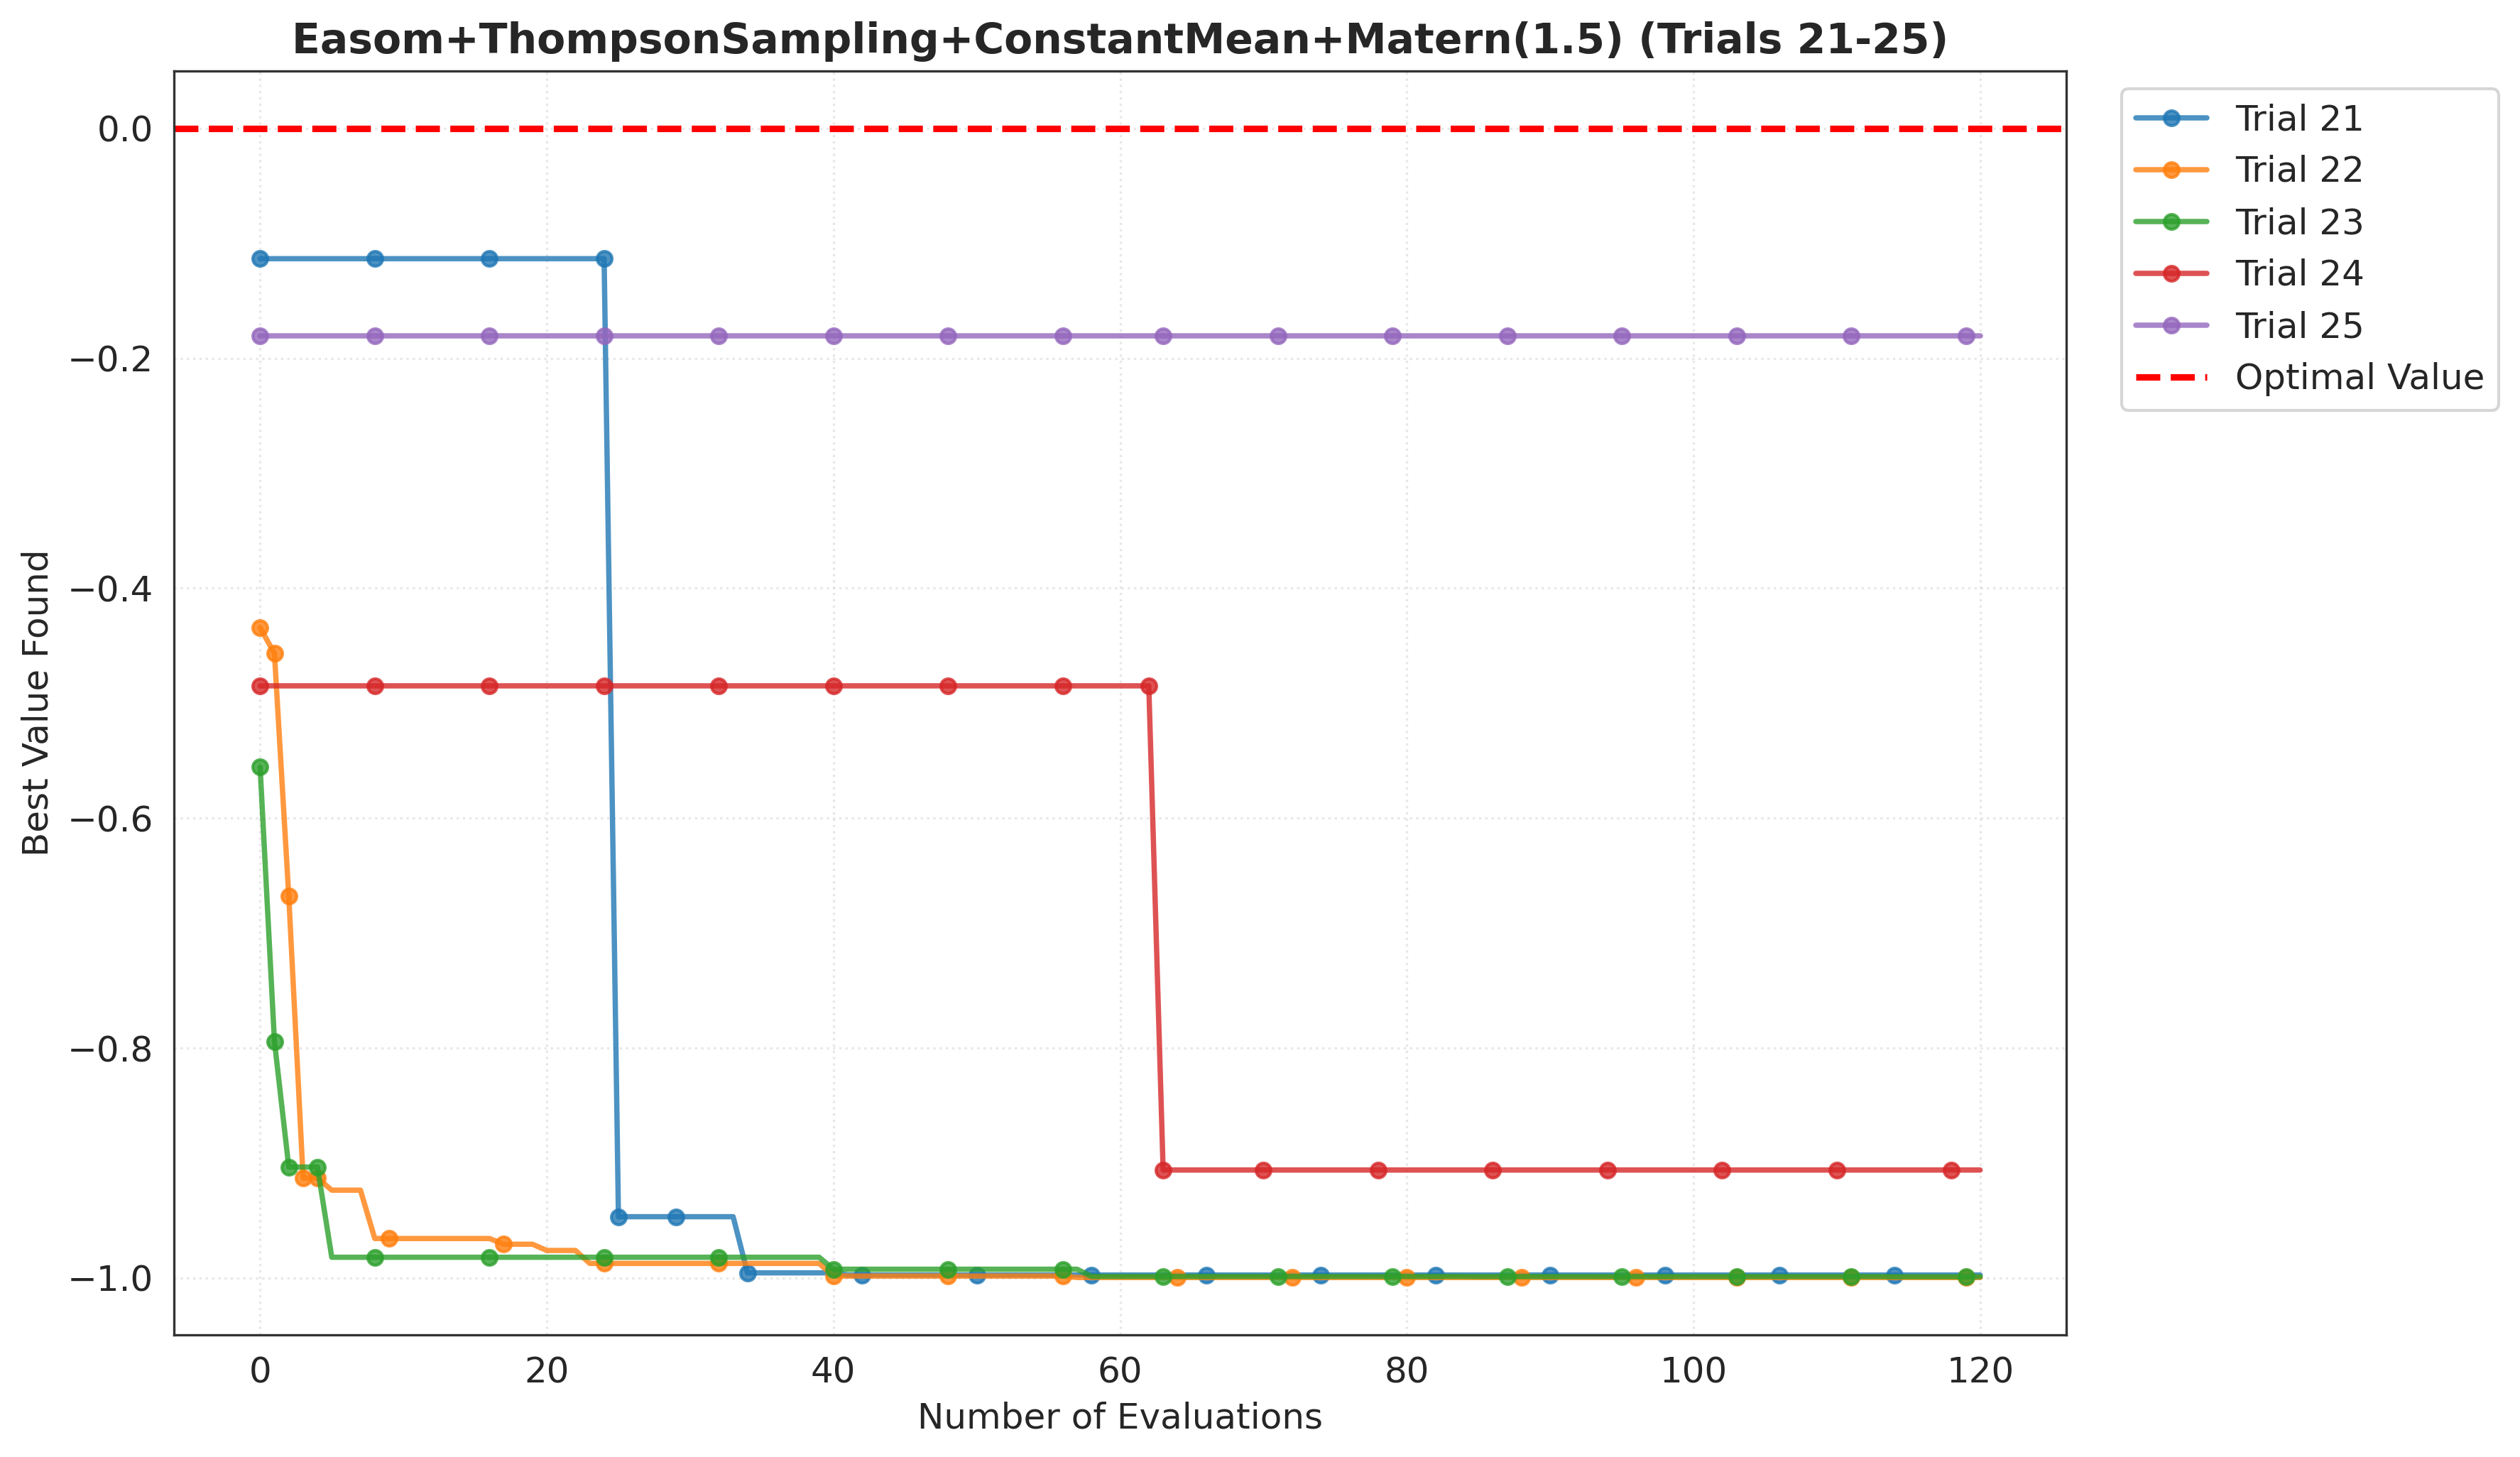 Easom+ThompsonSampling+ConstantMean+Matern(1.5) (Trials 21-25)
Trial 21
Trial 22
Trial 23
Trial 24
Trial 25
Optimal Value
Best Value Found
0.0
−0.2
−0.4
−0.6
−0.8
−1.0
0 20 40 60 80 100 120
Number of Evaluations